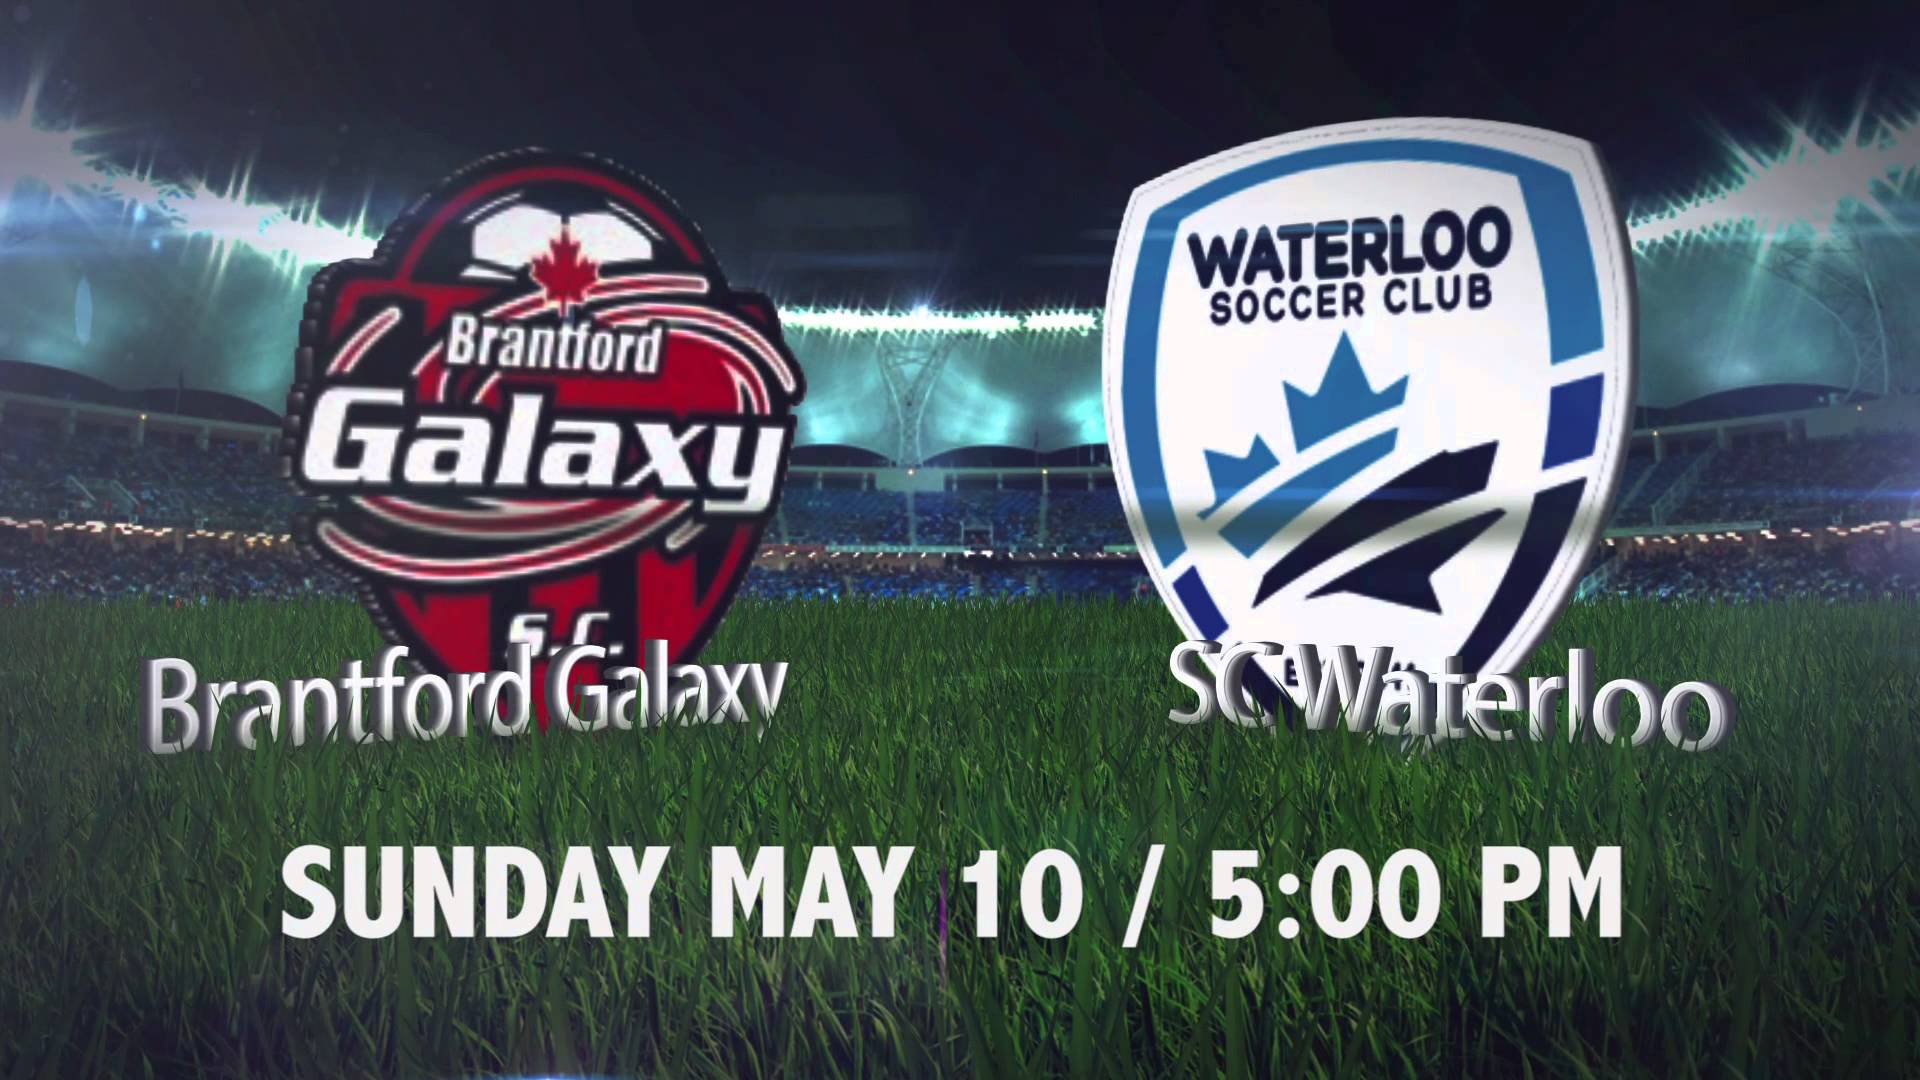 Brantford
Galaxy
S.C.
WATERLOO
SOCCER CLUB
Brantford Galaxy
SC Waterloo
SUNDAY MAY 10 / 5:00 PM